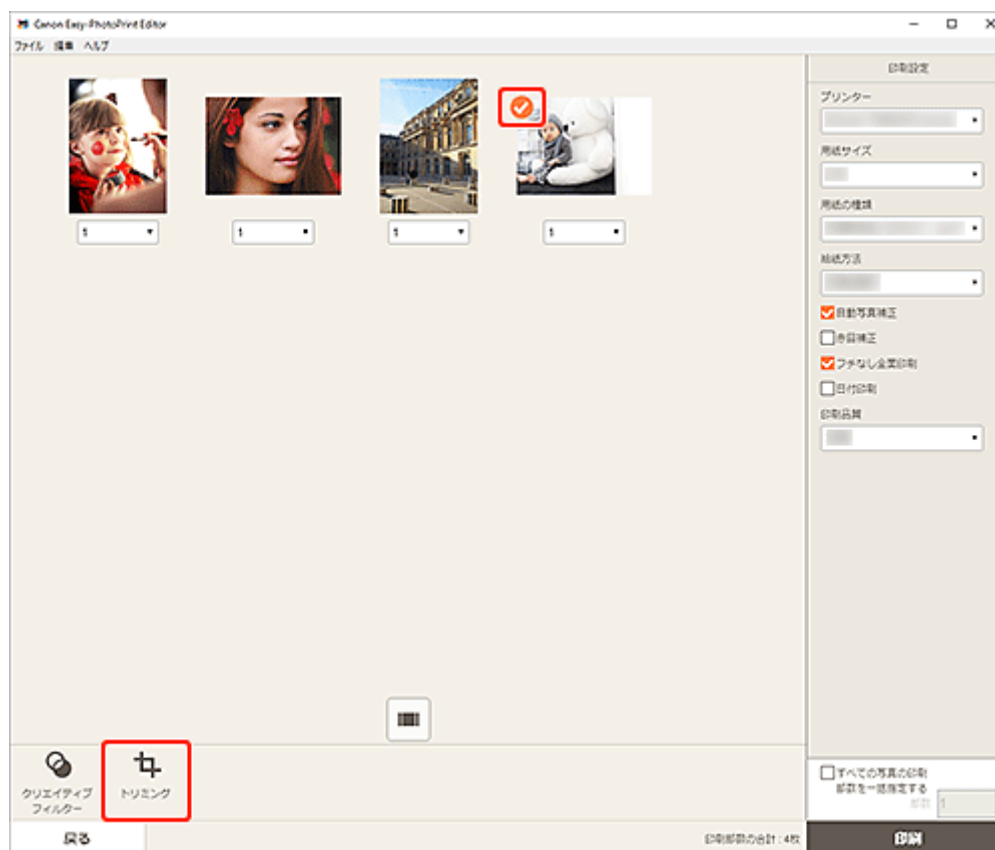 Canon Easy-PhotoPrint Editor
ファイル 編集 ヘルプ
印刷設定
プリンター
用紙サイズ
用紙の種類
給紙方法
自動写真補正
赤目補正
フチなし全面印刷
日付印刷
印刷品質
1
1
1
1
クリエイティブ
フィルター
トリミング
すべての写真の印刷
部数を一括指定する
部数 1
戻る
印刷部数の合計 : 4枚
印刷